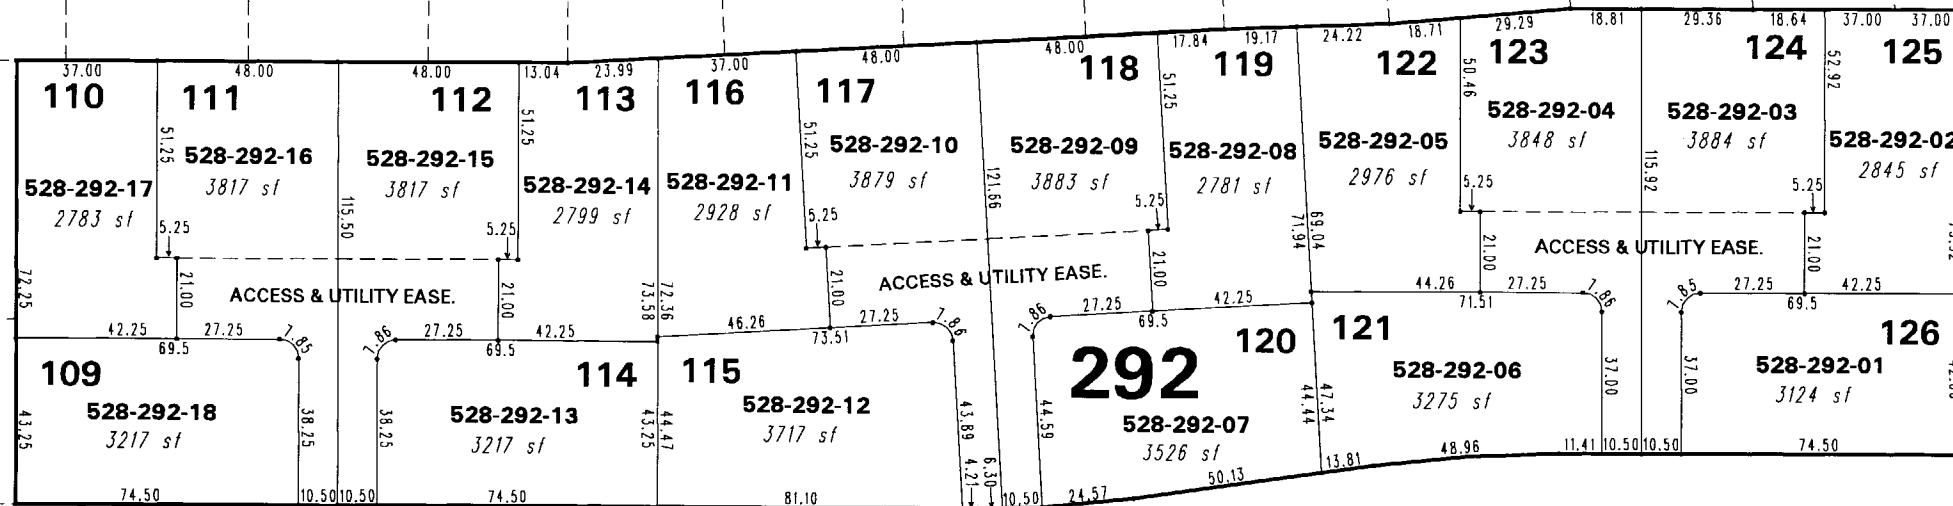 37.00 48.00 48.00 13.04 23.99 37.00 48.00 48.00 17.84 19.17 24.22 18.71 29.29 18.81 29.36 18.64 37.00 37.00
110 111 112 113 116 117 118 119 122 123 124 125
51.25 51.25 51.25 51.25 50.46 52.92
528-292-17
2783 sf
528-292-16
3817 sf
528-292-15
3817 sf
528-292-14
2799 sf
528-292-11
2928 sf
528-292-10
3879 sf
528-292-09
3883 sf
528-292-08
2781 sf
528-292-05
2976 sf
528-292-04
3848 sf
528-292-03
3884 sf
528-292-02
2845 sf
5.25 5.25 5.25 5.25 5.25 5.25
115.50 121.66 115.92
72.25 21.00 21.00 73.58 72.36 21.00 21.00 71.94 69.04 21.00 21.00
ACCESS & UTILITY EASE.
ACCESS & UTILITY EASE.
ACCESS & UTILITY EASE.
42.25 27.25 7.85 7.86 27.25 42.25 46.26 27.25 7.86 7.86 27.25 42.25 44.26 27.25 7.86 7.85 27.25 42.25
69.5 69.5 73.51 69.5 71.51 69.5
109 114 115 292 120 121 126
528-292-18
3217 sf
528-292-13
3217 sf
528-292-12
3717 sf
528-292-07
3526 sf
528-292-06
3275 sf
528-292-01
3124 sf
43.25 38.25 38.25 43.25 44.47 43.89 4.21 6.30 44.59 44.44 47.34 37.00 37.00
74.50 10.50 10.50 74.50 81.10 10.50 24.57 50.13 13.81 48.96 11.41 10.50 10.50 74.50